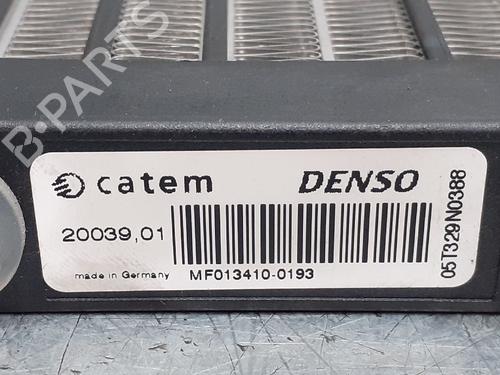 B-PARTS
catem DENSO
20039,01
made in Germany MF013410-0193
05T329N0388